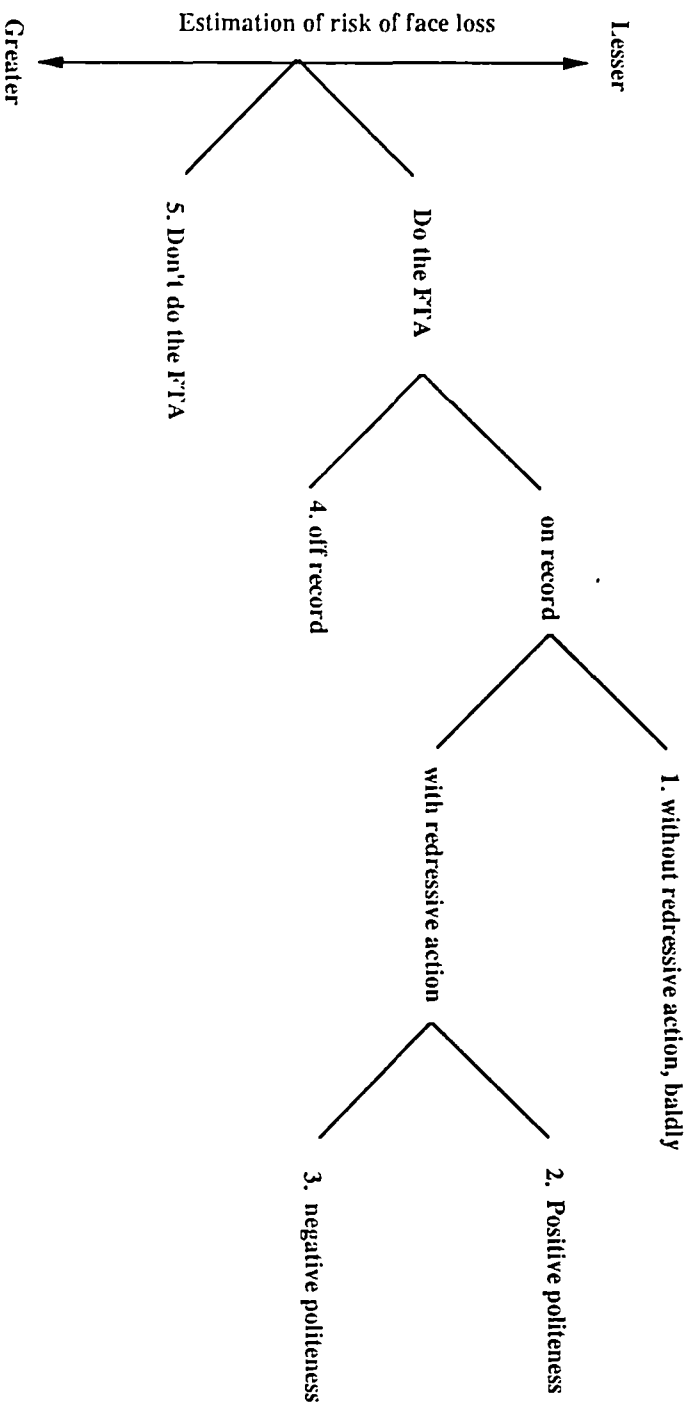 Estimation of risk of face loss
Lesser
Greater
Do the FTA
5. Don't do the FTA
on record
4. off record
1. without redressive action, baldly
with redressive action
2. Positive politeness
3. negative politeness